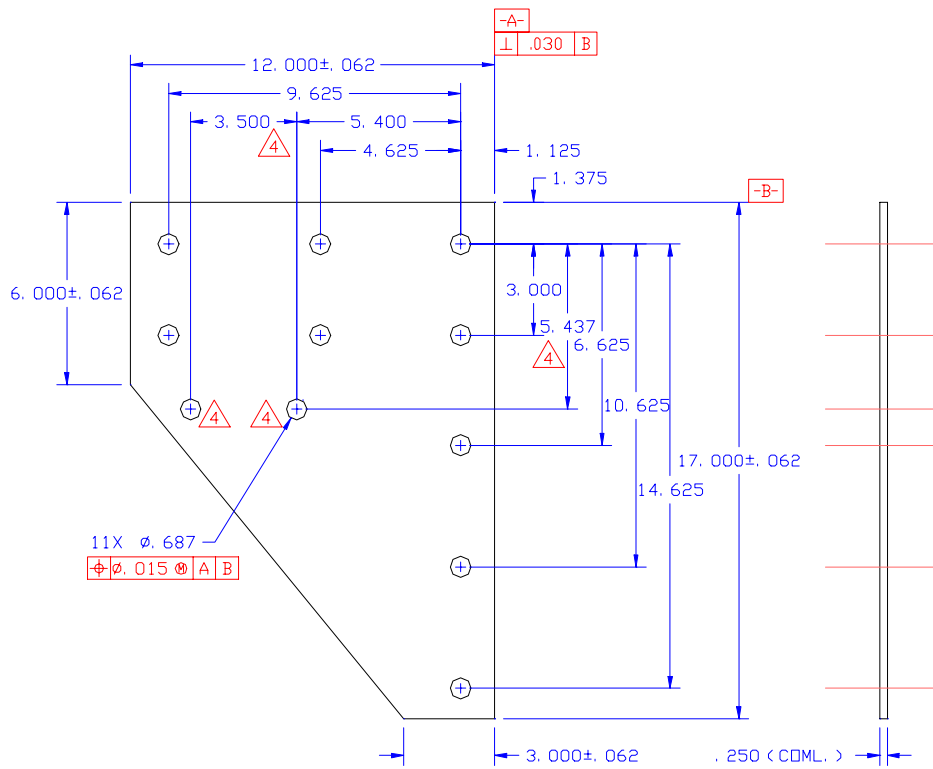 -A-
⊥ .030 B
12.000±.062
9.625
3.500 5.400
4
4.625 1.125
1.375
-B-
6.000±.062
3.000
5.437
6.625
4
10.625
4 4
17.000±.062
14.625
11X ⌀.687
⌖ ⌀.015 Ⓜ A B
3.000±.062 .250 (COML.)